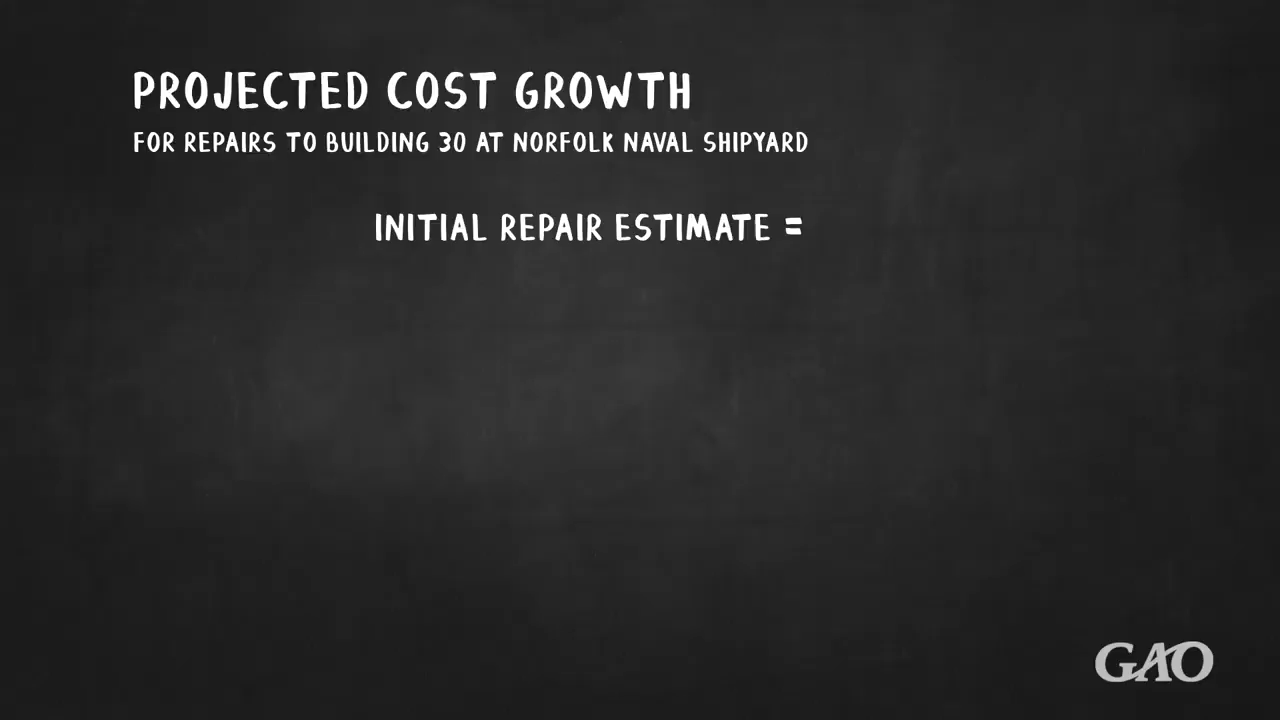 PROJECTED COST GROWTH
FOR REPAIRS TO BUILDING 30 AT NORFOLK NAVAL SHIPYARD
INITIAL REPAIR ESTIMATE =
GAO